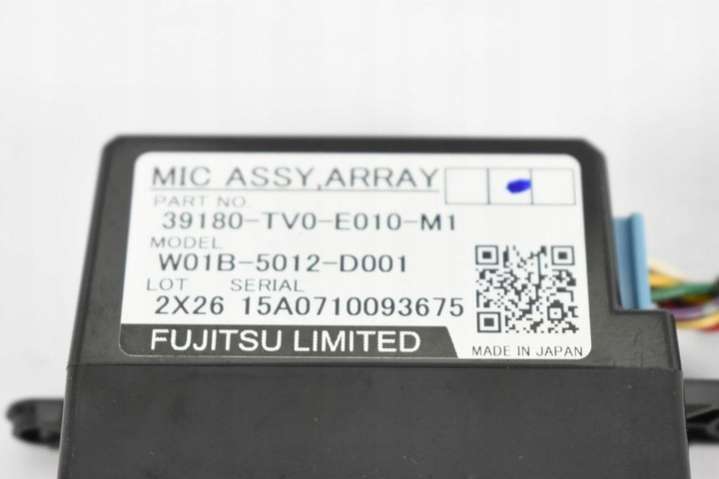 MIC ASSY,ARRAY
PART NO.
39180-TV0-E010-M1
MODEL
W01B-5012-D001
LOT SERIAL
2X26 15A0710093675
FUJITSU LIMITED
MADE IN JAPAN